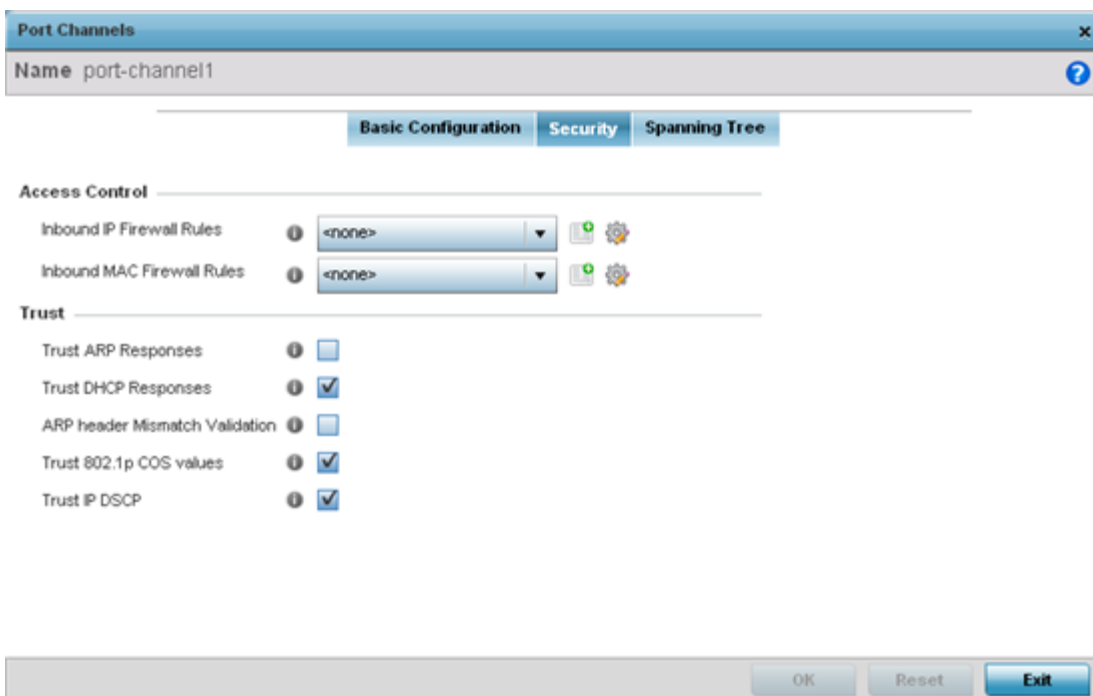 Port Channels
Name port-channel1
Basic Configuration Security Spanning Tree
Access Control
Inbound IP Firewall Rules <none>
Inbound MAC Firewall Rules <none>
Trust
Trust ARP Responses
Trust DHCP Responses
ARP header Mismatch Validation
Trust 802.1p COS values
Trust IP DSCP
OK Reset Exit